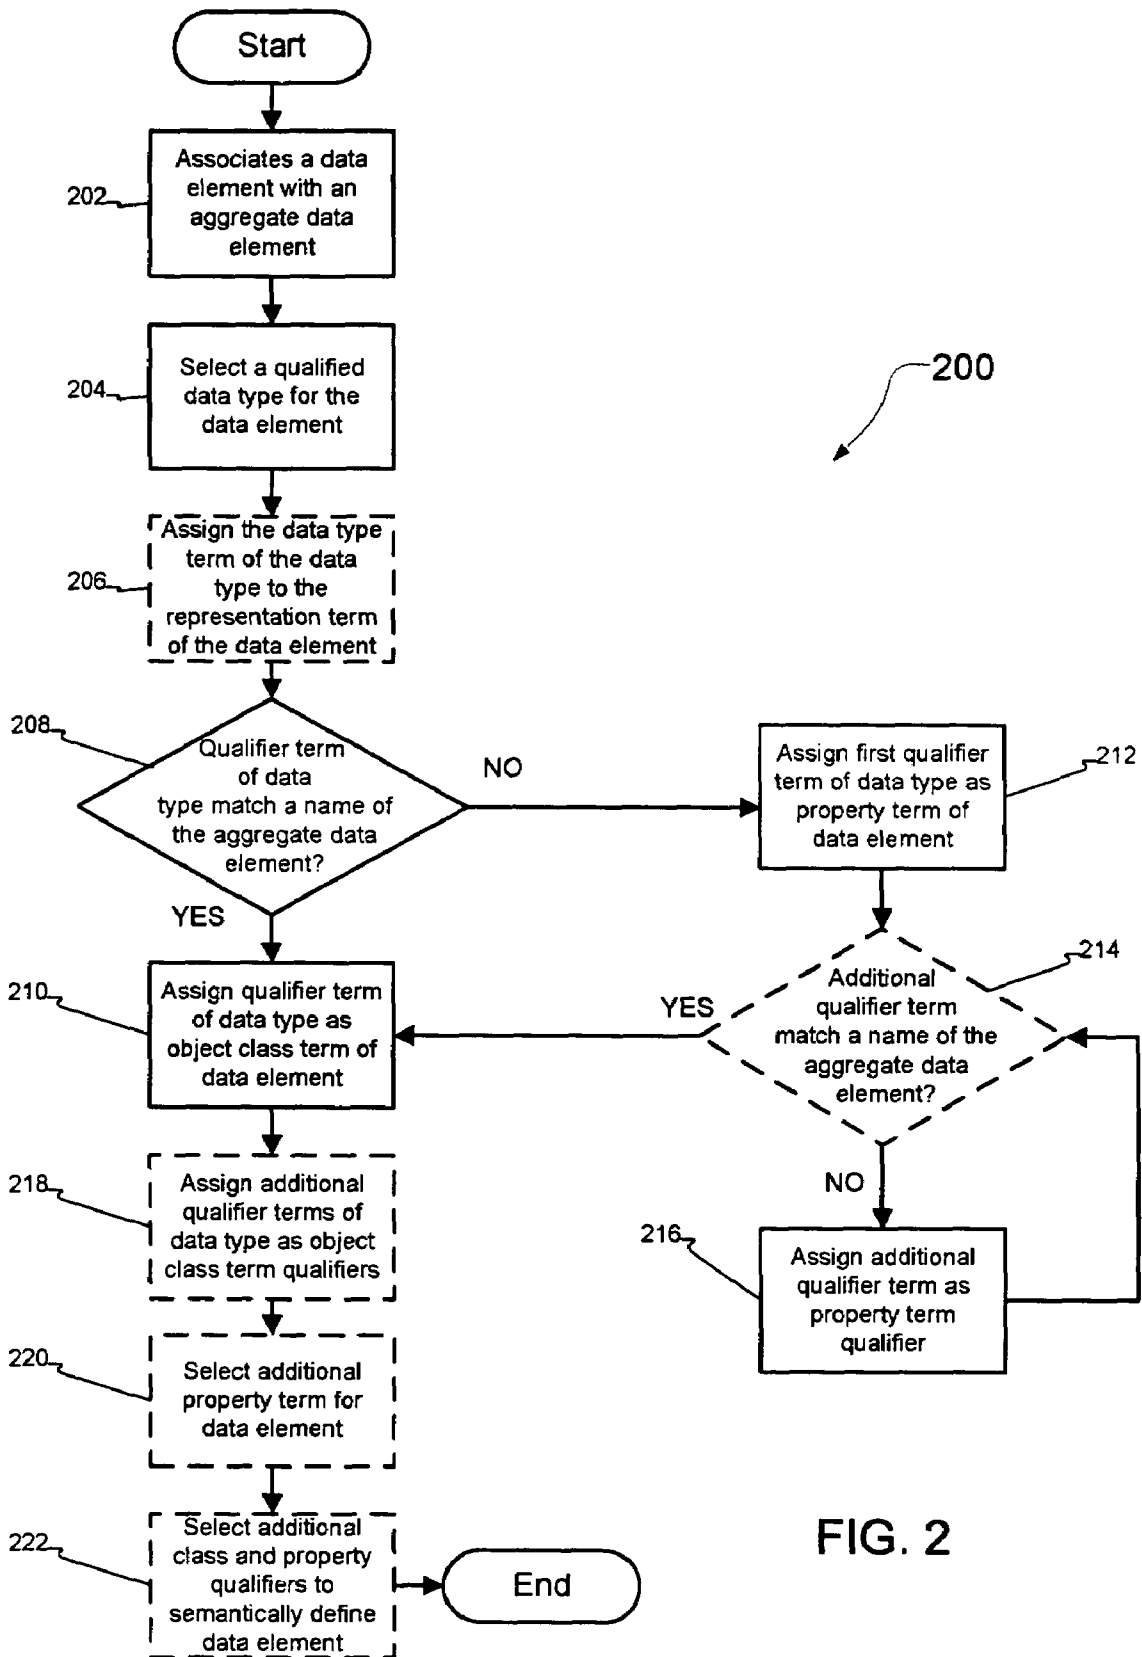 Start
202
Associates a data
element with an
aggregate data
element
204
Select a qualified
data type for the
data element
200
206
Assign the data type
term of the data
type to the
representation term
of the data element
208
Qualifier term
of data
type match a name of
the aggregate data
element?
NO
YES
212
Assign first qualifier
term of data type as
property term of
data element
214
Additional
qualifier term
match a name of the
aggregate data
element?
YES
NO
210
Assign qualifier term
of data type as
object class term of
data element
216
Assign additional
qualifier term as
property term
qualifier
218
Assign additional
qualifier terms of
data type as object
class term qualifiers
220
Select additional
property term for
data element
222
Select additional
class and property
qualifiers to
semantically define
data element
End
FIG. 2